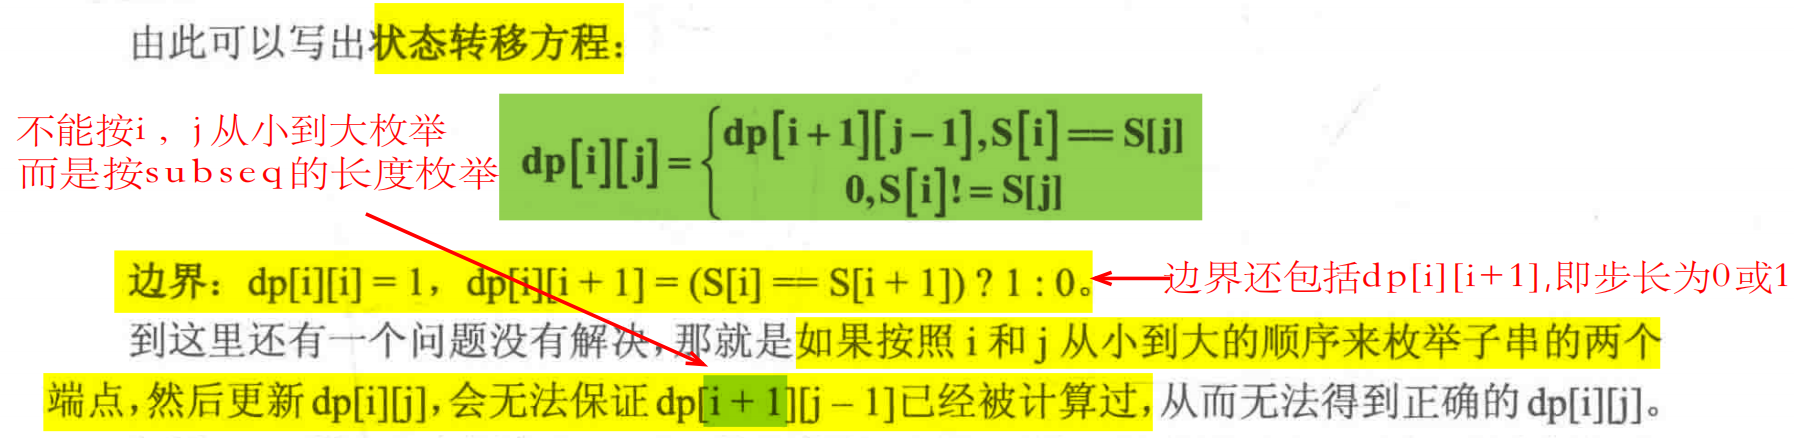 由此可以写出状态转移方程：
不能按i，j从小到大枚举
而是按subseq的长度枚举
dp[i][j]={dp[i+1][j-1],S[i]==S[j]
0,S[i]!=S[j]
边界：dp[i][i] = 1，dp[i][i + 1] = (S[i] == S[i + 1]) ? 1 : 0。
边界还包括dp[i][i+1],即步长为0或1
到这里还有一个问题没有解决，那就是如果按照 i 和 j 从小到大的顺序来枚举子串的两个
端点，然后更新 dp[i][j]，会无法保证 dp[i + 1][j – 1]已经被计算过，从而无法得到正确的 dp[i][j]。